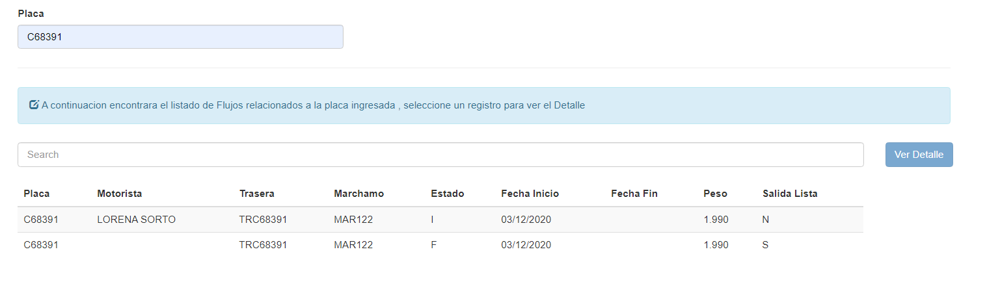 Placa
C68391
A continuacion encontrara el listado de Flujos relacionados a la placa ingresada , seleccione un registro para ver el Detalle
Search
Ver Detalle
Placa Motorista Trasera Marchamo Estado Fecha Inicio Fecha Fin Peso Salida Lista
C68391 LORENA SORTO TRC68391 MAR122 I 03/12/2020 1.990 N
C68391 TRC68391 MAR122 F 03/12/2020 1.990 S